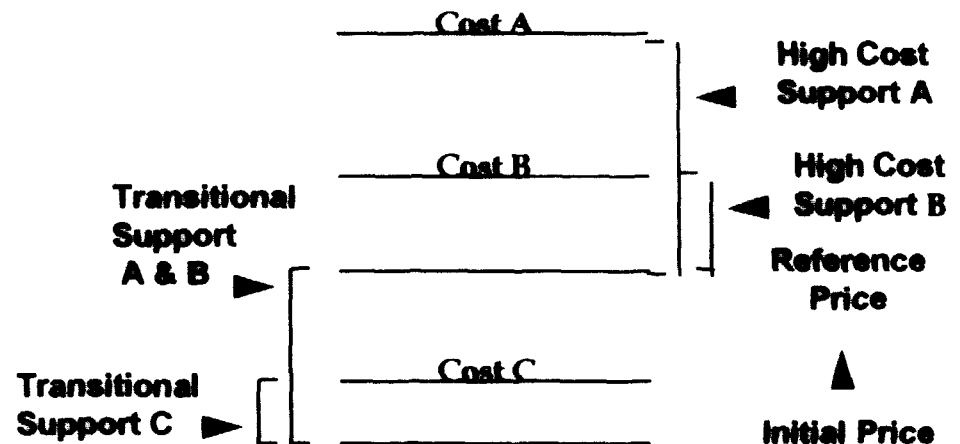 Cost A
High Cost
Support A
Cost B
High Cost
Support B
Transitional
Support
A & B
Reference
Price
Cost C
Transitional
Support C
Initial Price